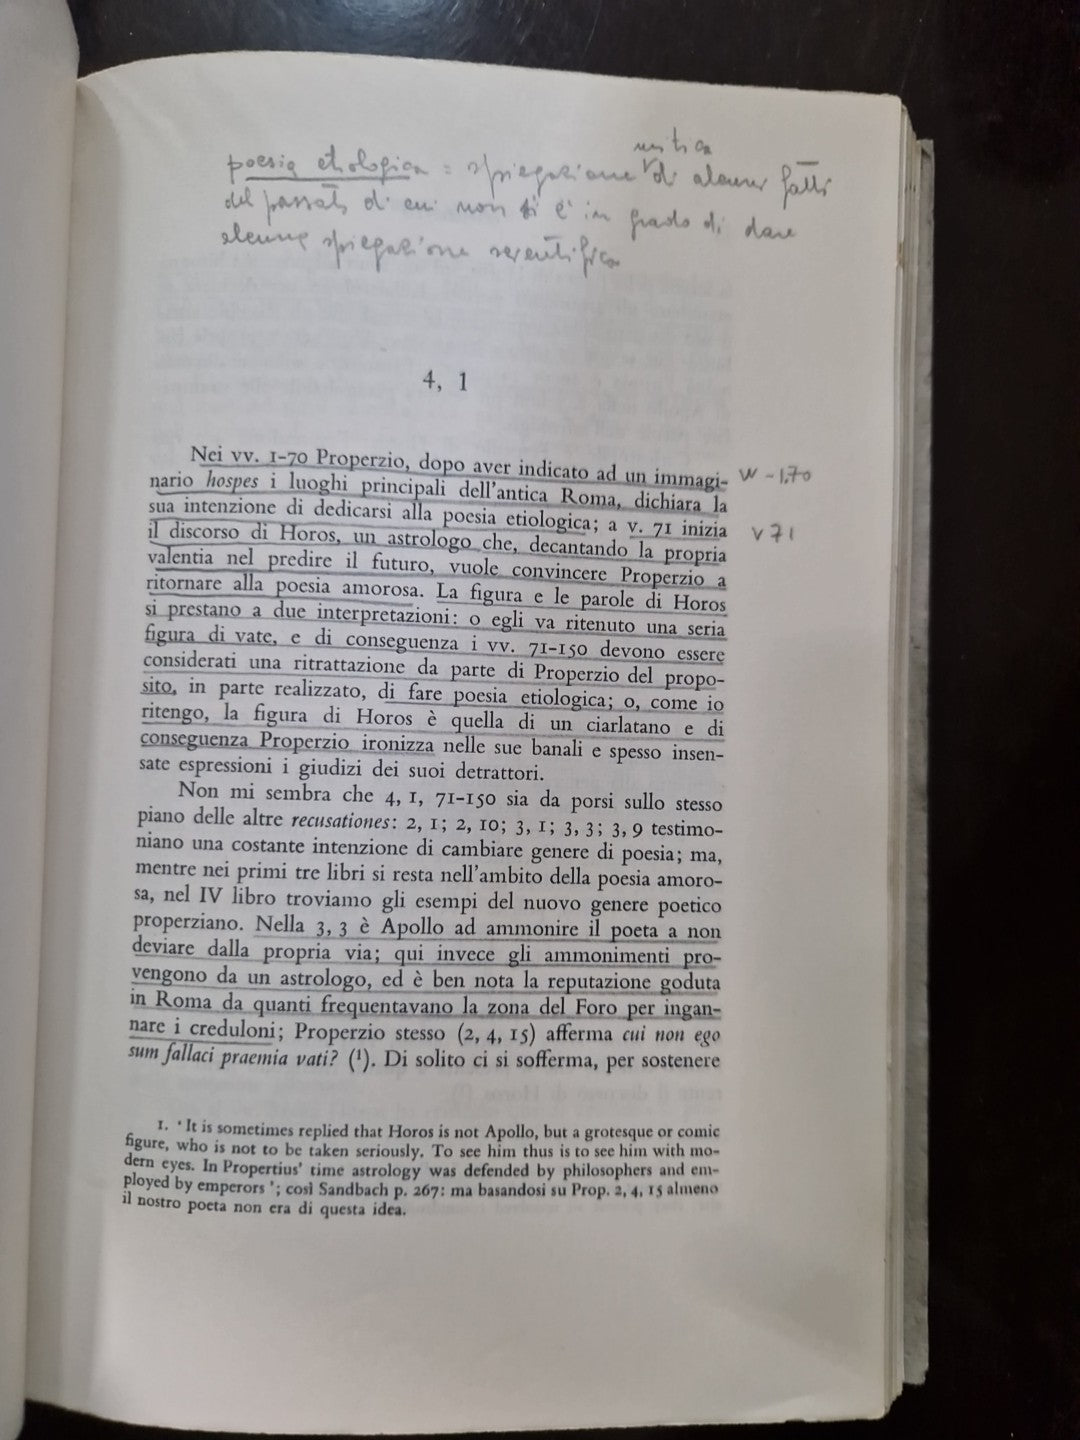 mitica
poesia etiologica = spiegazione v di alcuni fatti
del passato di cui non si è in grado di dare
alcuna spiegazione scientifica
4, 1
Nei vv. 1-70 Properzio, dopo aver indicato ad un immagi-
vv - 1,70
nario hospes i luoghi principali dell'antica Roma, dichiara la
sua intenzione di dedicarsi alla poesia etiologica; a v. 71 inizia
v 71
il discorso di Horos, un astrologo che, decantando la propria
valentia nel predire il futuro, vuole convincere Properzio a
ritornare alla poesia amorosa. La figura e le parole di Horos
si prestano a due interpretazioni: o egli va ritenuto una seria
figura di vate, e di conseguenza i vv. 71-150 devono essere
considerati una ritrattazione da parte di Properzio del propo-
sito, in parte realizzato, di fare poesia etiologica; o, come io
ritengo, la figura di Horos è quella di un ciarlatano e di
conseguenza Properzio ironizza nelle sue banali e spesso insen-
sate espressioni i giudizi dei suoi detrattori.
Non mi sembra che 4, 1, 71-150 sia da porsi sullo stesso
piano delle altre recusationes: 2, 1; 2, 10; 3, 1; 3, 3; 3, 9 testimo-
niano una costante intenzione di cambiare genere di poesia; ma,
mentre nei primi tre libri si resta nell'ambito della poesia amoro-
sa, nel IV libro troviamo gli esempi del nuovo genere poetico
properziano. Nella 3, 3 è Apollo ad ammonire il poeta a non
deviare dalla propria via; qui invece gli ammonimenti pro-
vengono da un astrologo, ed è ben nota la reputazione goduta
in Roma da quanti frequentavano la zona del Foro per ingan-
nare i creduloni; Properzio stesso (2, 4, 15) afferma cui non ego
sum fallaci praemia vati? (¹). Di solito ci si sofferma, per sostenere
1. ' It is sometimes replied that Horos is not Apollo, but a grotesque or comic
figure, who is not to be taken seriously. To see him thus is to see him with mo-
dern eyes. In Propertius' time astrology was defended by philosophers and em-
ployed by emperors '; così Sandbach p. 267: ma basandosi su Prop. 2, 4, 15 almeno
il nostro poeta non era di questa idea.